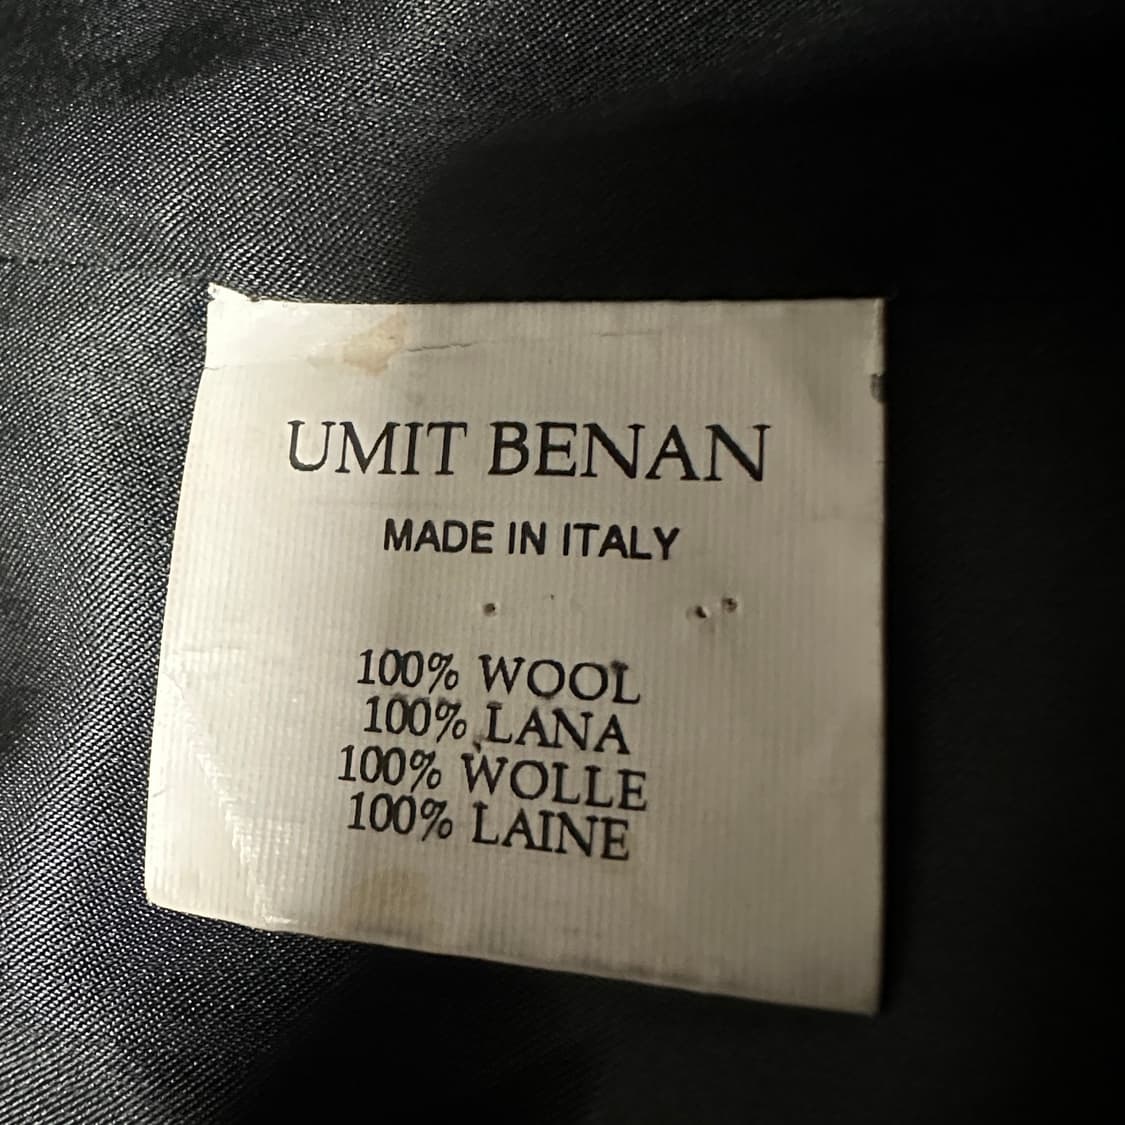 UMIT BENAN
MADE IN ITALY
100% WOOL
100% LANA
100% WOLLE
100% LAINE